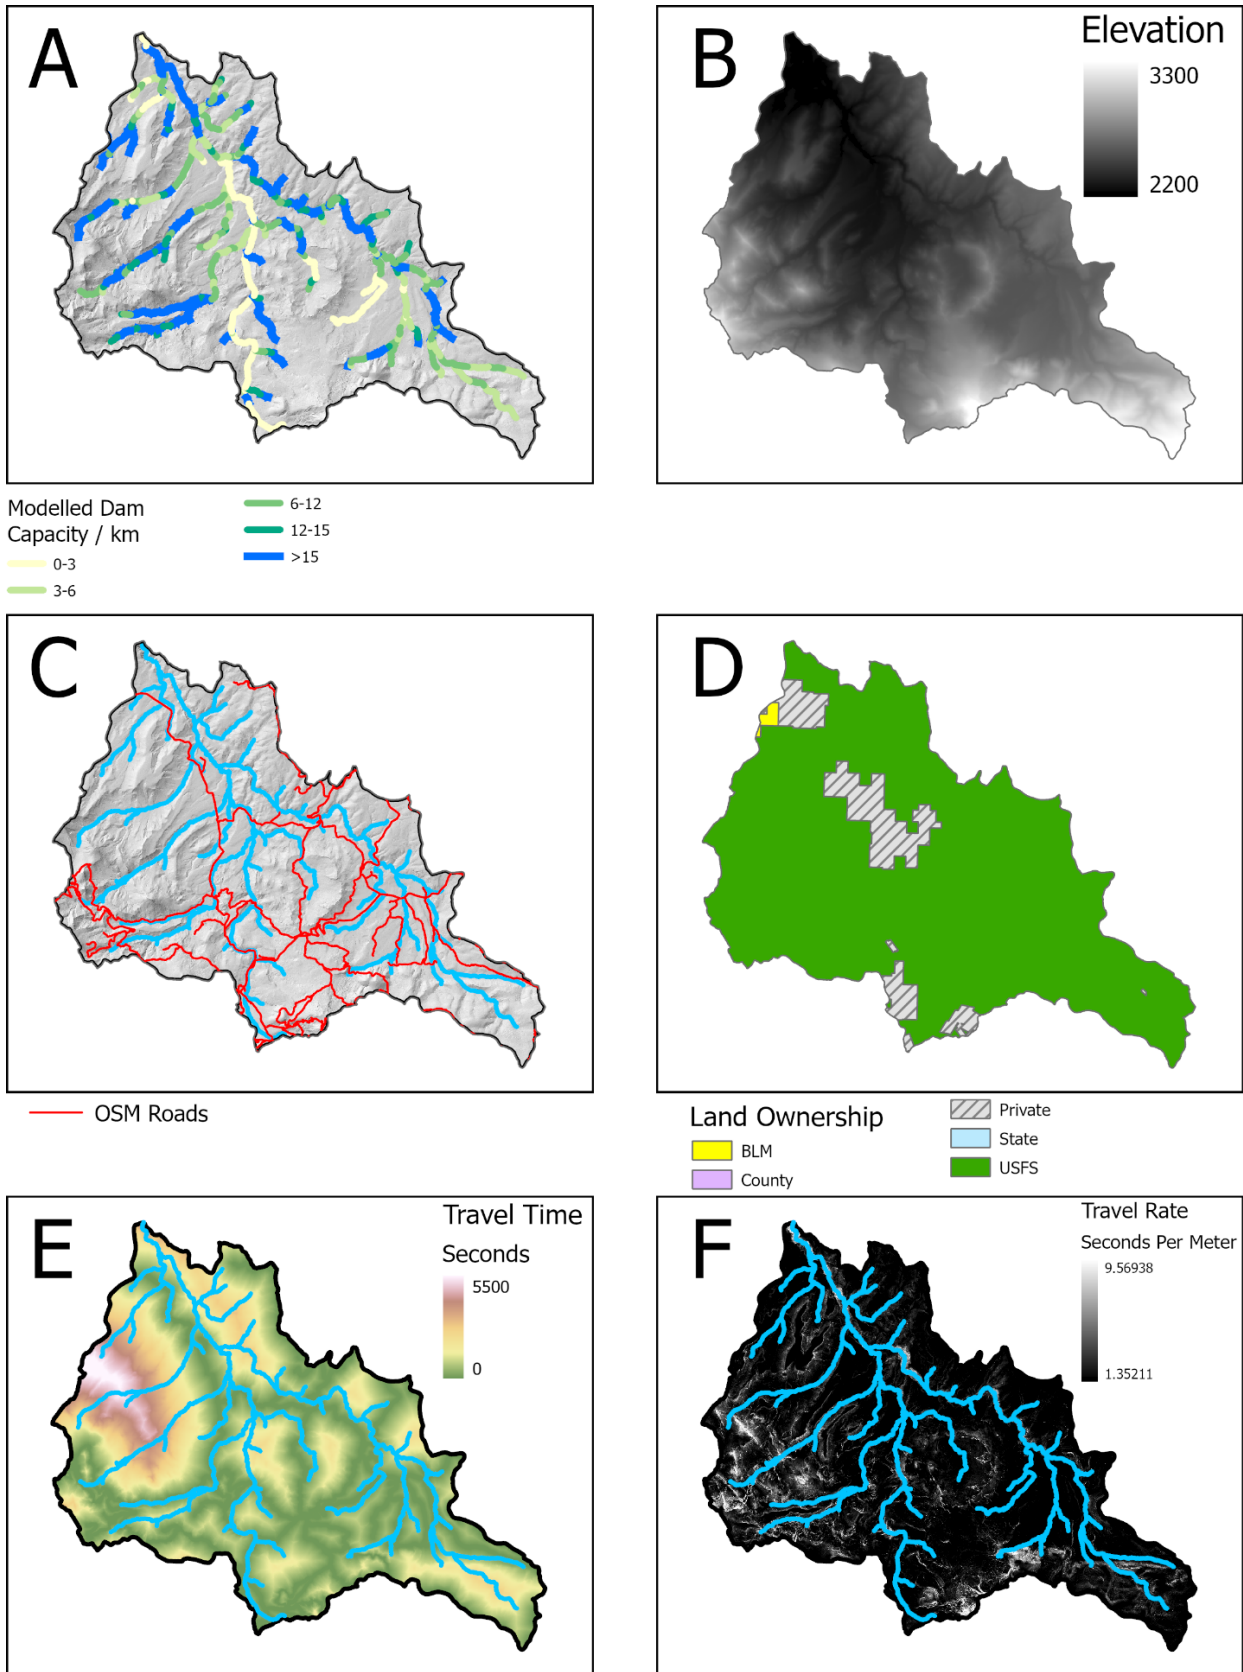 A
B
Elevation
3300
2200
Modelled Dam
Capacity / km
0-3
3-6
6-12
12-15
>15
C
D
OSM Roads
Land Ownership
BLM
County
Private
State
USFS
E
Travel Time
Seconds
5500
0
F
Travel Rate
Seconds Per Meter
9.56938
1.35211